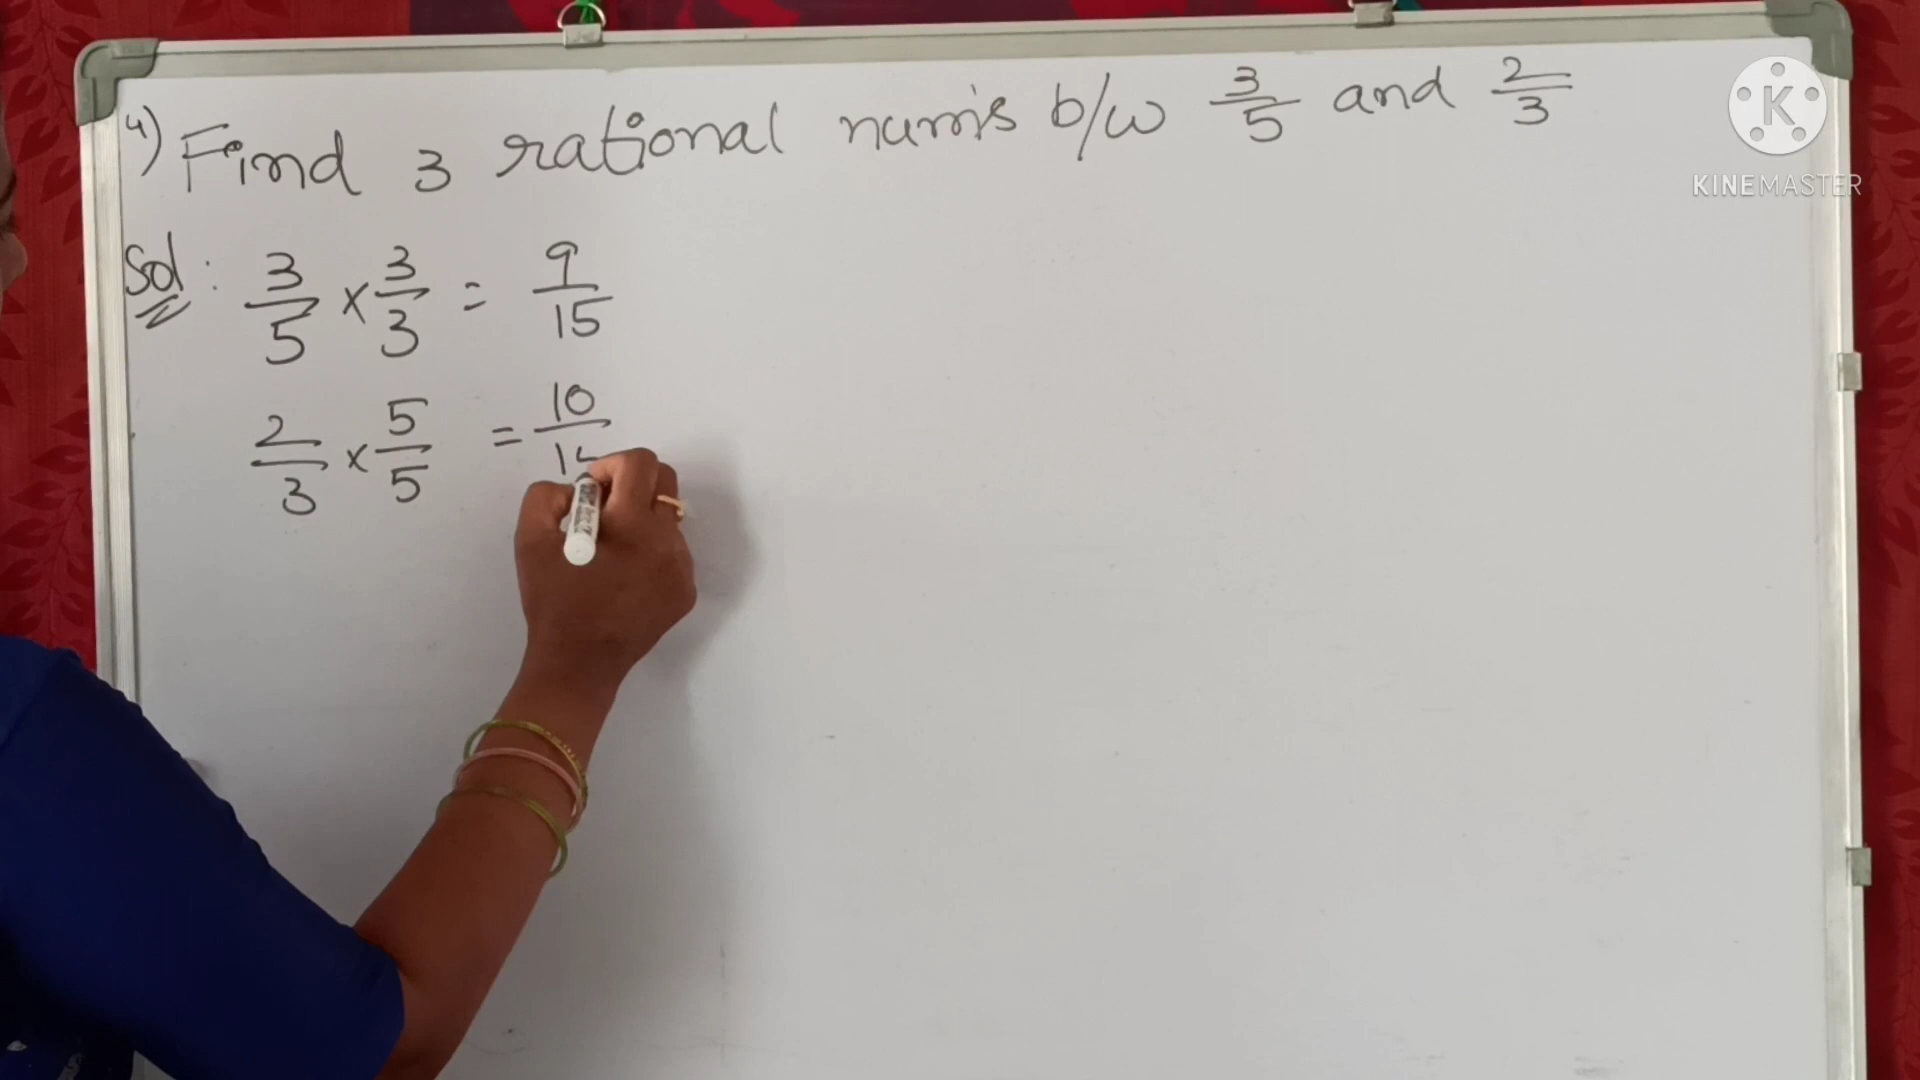 4) Find 3 rational num's b/w 3/5 and 2/3
K
KINEMASTER
Sol: 3/5 × 3/3 = 9/15
2/3 × 5/5 = 10/15